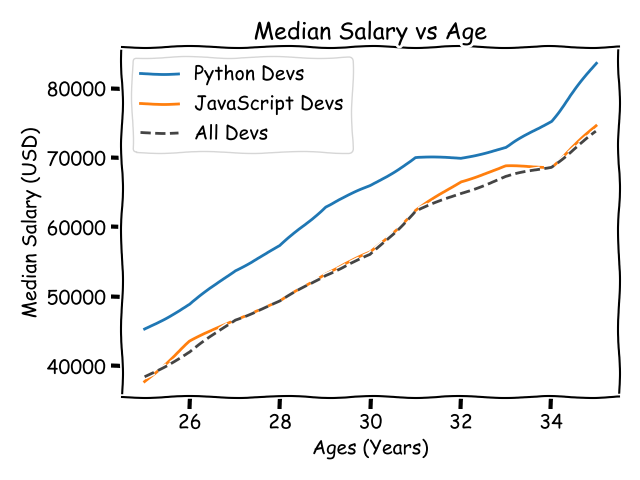 Median Salary vs Age
Python Devs
JavaScript Devs
All Devs
Median Salary (USD)
80000
70000
60000
50000
40000
26 28 30 32 34
Ages (Years)